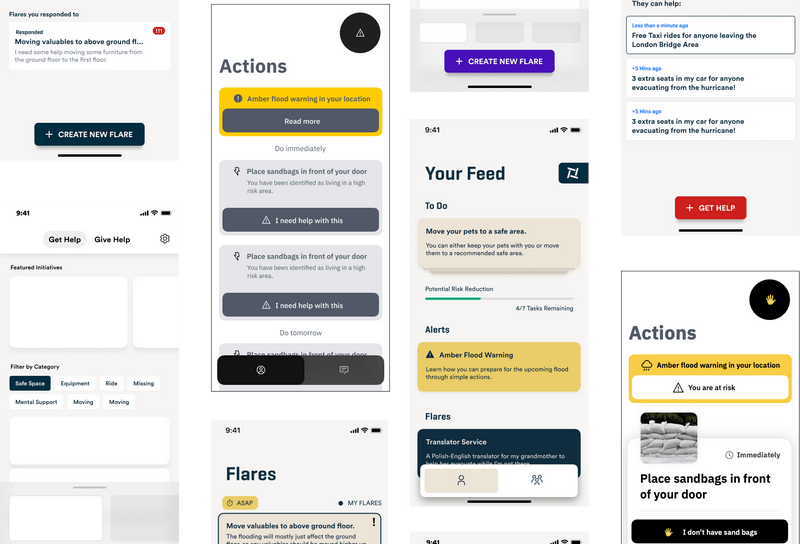 Flares you responded to
Responded
!!!
Moving valuables to above ground fl...
I need some help moving some furniture from
the ground floor to the first floor.
+ CREATE NEW FLARE
9:41
Get Help
Give Help
Featured Initiatives
Filter by Category
Safe Space
Equipment
Ride
Missing
Mental Support
Moving
Moving
Actions
Amber flood warning in your location
Read more
Do immediately
Place sandbags in front of your door
You have been identified as living in a high
risk area.
I need help with this
Place sandbags in front of your door
You have been identified as living in a high
risk area.
I need help with this
Do tomorrow
Place sandbags in front of your door
9:41
Flares
ASAP
MY FLARES
Move valuables to above ground floor.
!
The flooding will mostly just affect the ground
+ CREATE NEW FLARE
9:41
Your Feed
To Do
Move your pets to a safe area.
You can either keep your pets with you or move
them to a recommended safe area.
Potential Risk Reduction
4/7 Tasks Remaining
Alerts
Amber Flood Warning
Learn how you can prepare for the upcoming flood
through simple actions.
Flares
Translator Service
A Polish-English translator for my grandmother to
help her evacuate while I'm not there
9:41
They can help:
Less than a minute ago
Free Taxi rides for anyone leaving the
London Bridge Area
+5 Mins ago
3 extra seats in my car for anyone
evacuating from the hurricane!
+5 Mins ago
3 extra seats in my car for anyone
evacuating from the hurricane!
+ GET HELP
Actions
Amber flood warning in your location
You are at risk
Immediately
Place sandbags in front
of your door
I don't have sand bags